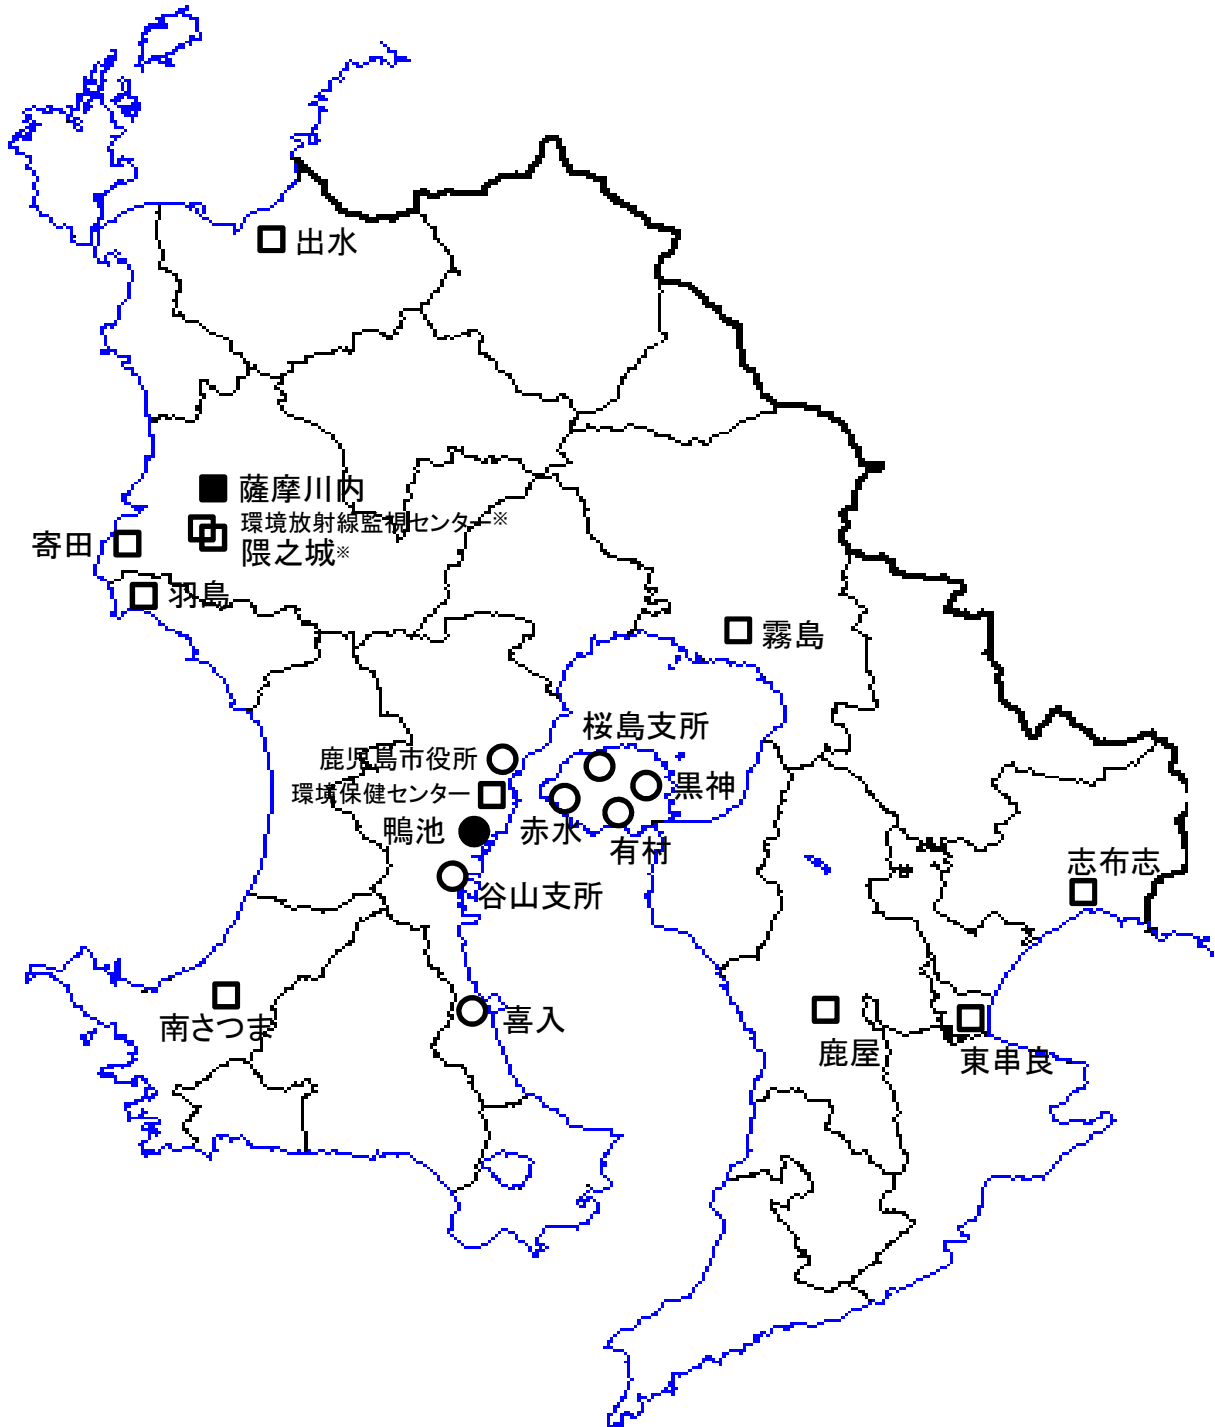 出水
薩摩川内
環境放射線監視センター※
隈之城※
寄田
羽島
霧島
桜島支所
鹿児島市役所
黒神
環境保健センター
鴨池
赤水
有村
谷山支所
志布志
南さつま
喜入
鹿屋
東串良